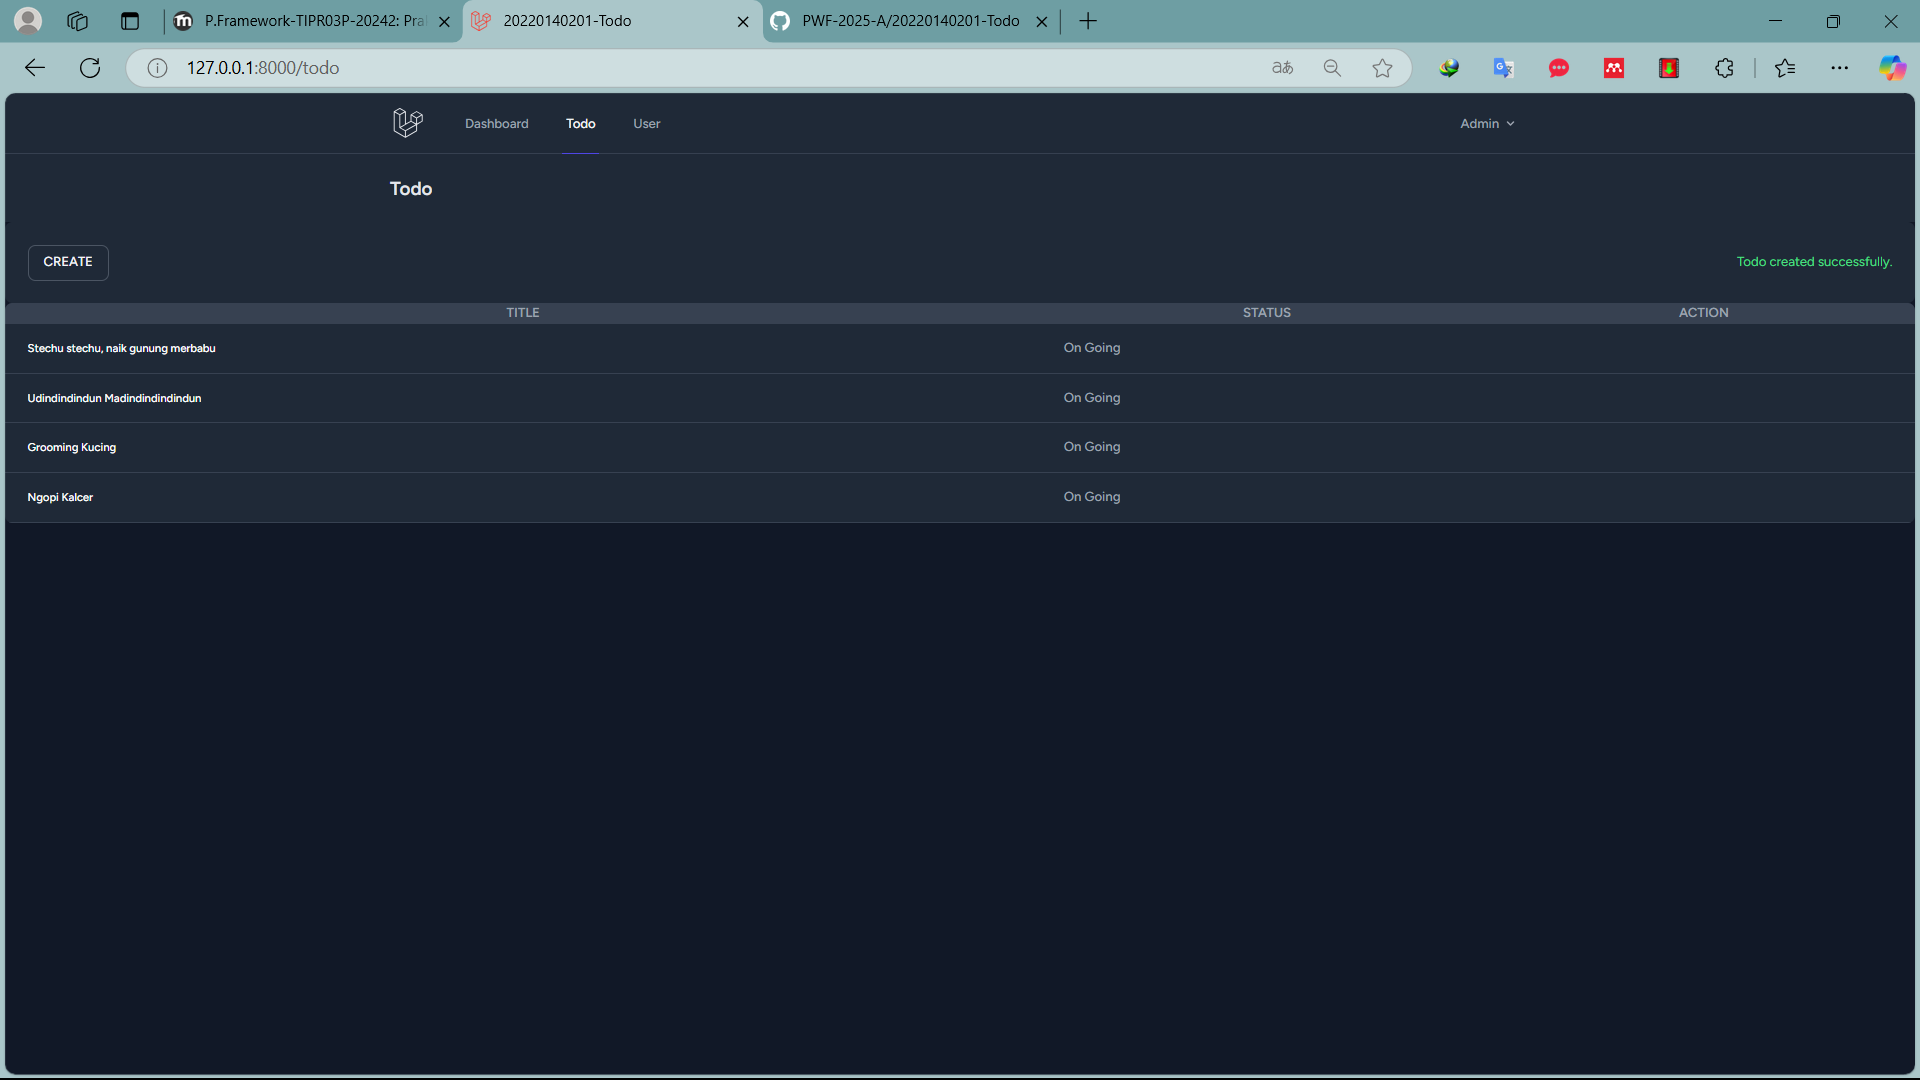 P.Framework-TIPR03P-20242: Pra
20220140201-Todo
PWF-2025-A/20220140201-Todo
127.0.0.1:8000/todo
Dashboard
Todo
User
Admin
Todo
CREATE
Todo created successfully.
TITLE
STATUS
ACTION
Stechu stechu, naik gunung merbabu
On Going
Udindindindun Madindindindindun
On Going
Grooming Kucing
On Going
Ngopi Kalcer
On Going